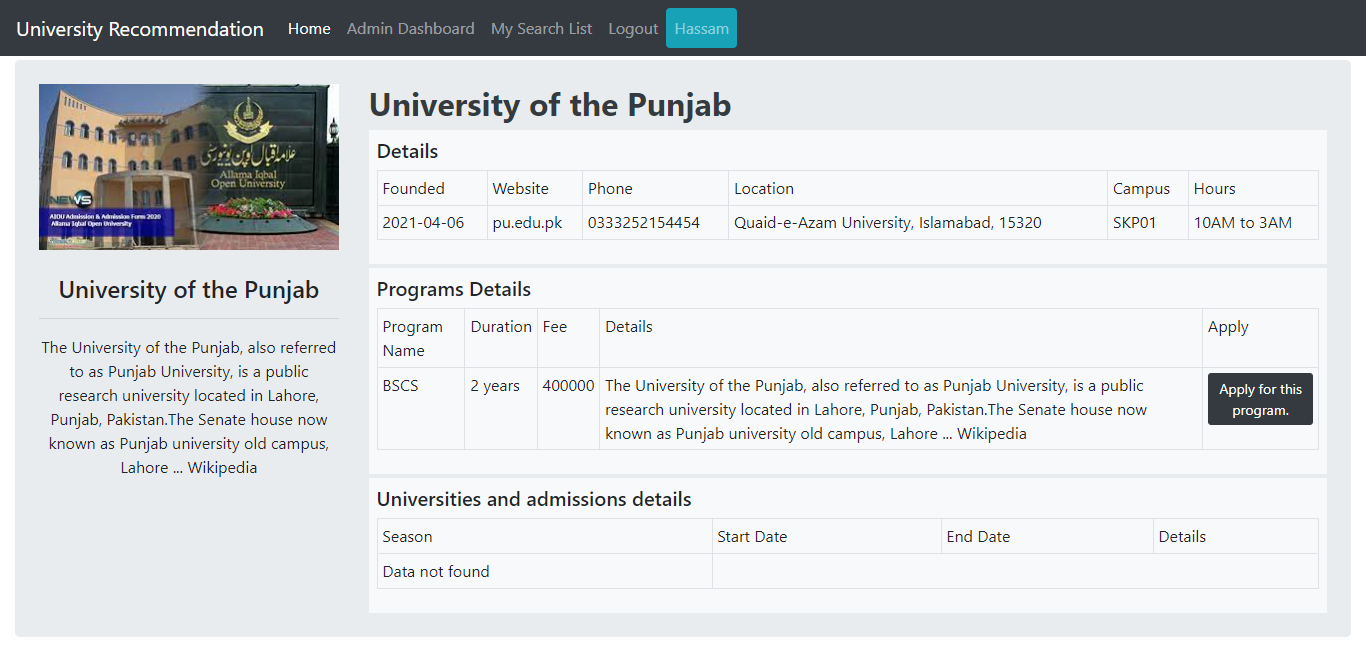 University Recommendation Home Admin Dashboard My Search List Logout Hassam
علامہ اقبال اوپن یونیورسٹی
Allama Iqbal
Open University
NEWS
AIOU Admission & Admission Form 2020
Allama Iqbal Open University
University of the Punjab
The University of the Punjab, also referred
to as Punjab University, is a public
research university located in Lahore,
Punjab, Pakistan.The Senate house now
known as Punjab university old campus,
Lahore ... Wikipedia
University of the Punjab
Details
Founded Website Phone Location Campus Hours
2021-04-06 pu.edu.pk 0333252154454 Quaid-e-Azam University, Islamabad, 15320 SKP01 10AM to 3AM
Programs Details
Program Duration Fee Details Apply
Name
BSCS 2 years 400000 The University of the Punjab, also referred to as Punjab University, is a public Apply for this
research university located in Lahore, Punjab, Pakistan.The Senate house now program.
known as Punjab university old campus, Lahore ... Wikipedia
Universities and admissions details
Season Start Date End Date Details
Data not found